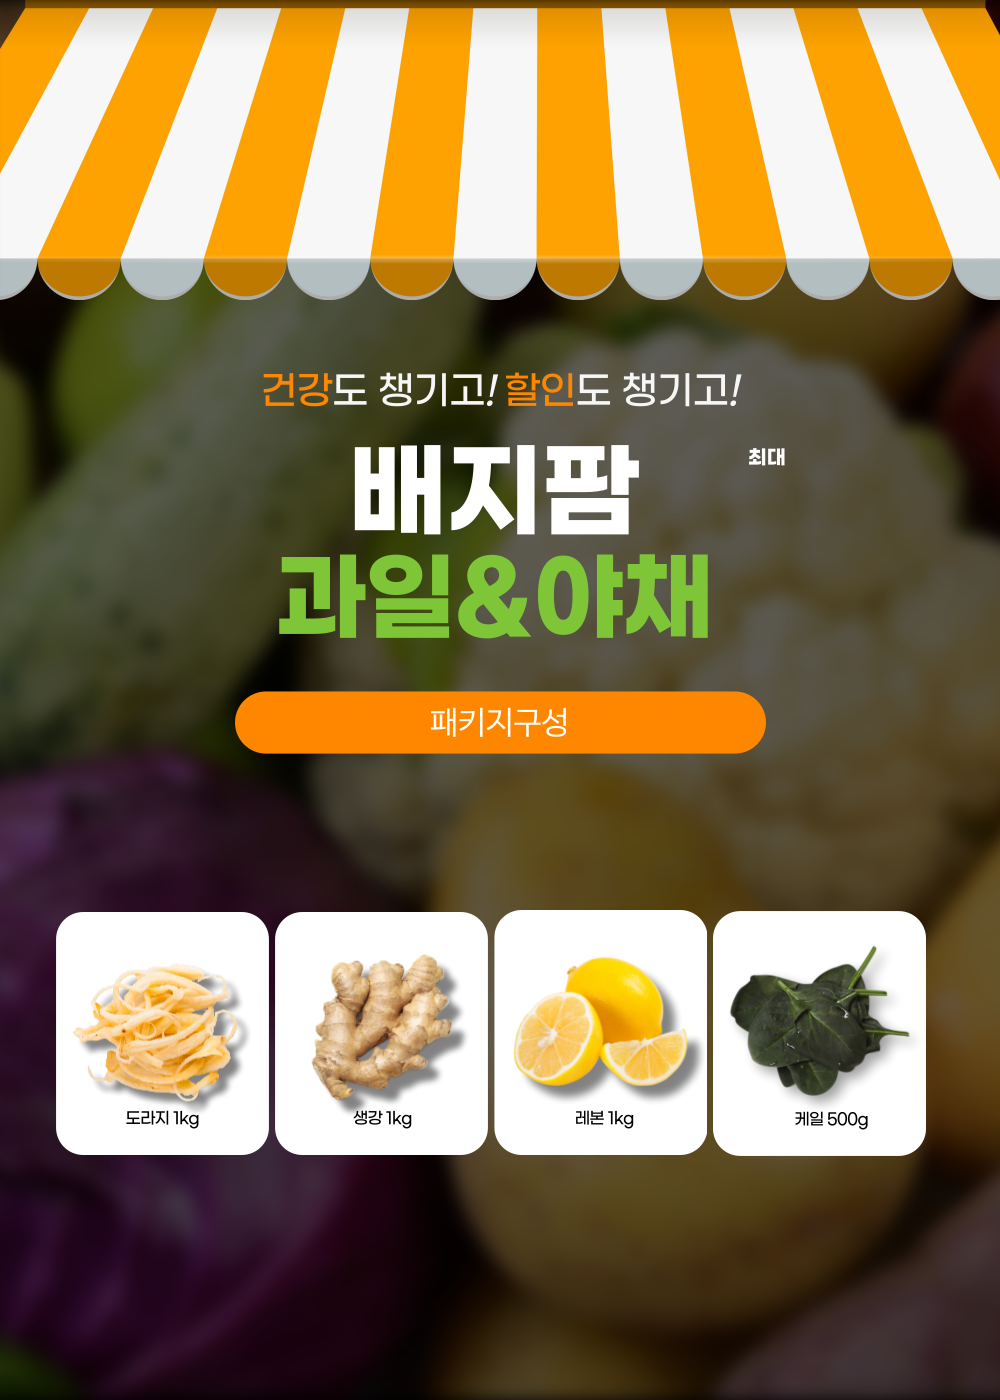 건강도 챙기고! 할인도 챙기고!
배지팜
최대
과일&야채
패키지구성
도라지 1kg
생강 1kg
레본 1kg
케일 500g